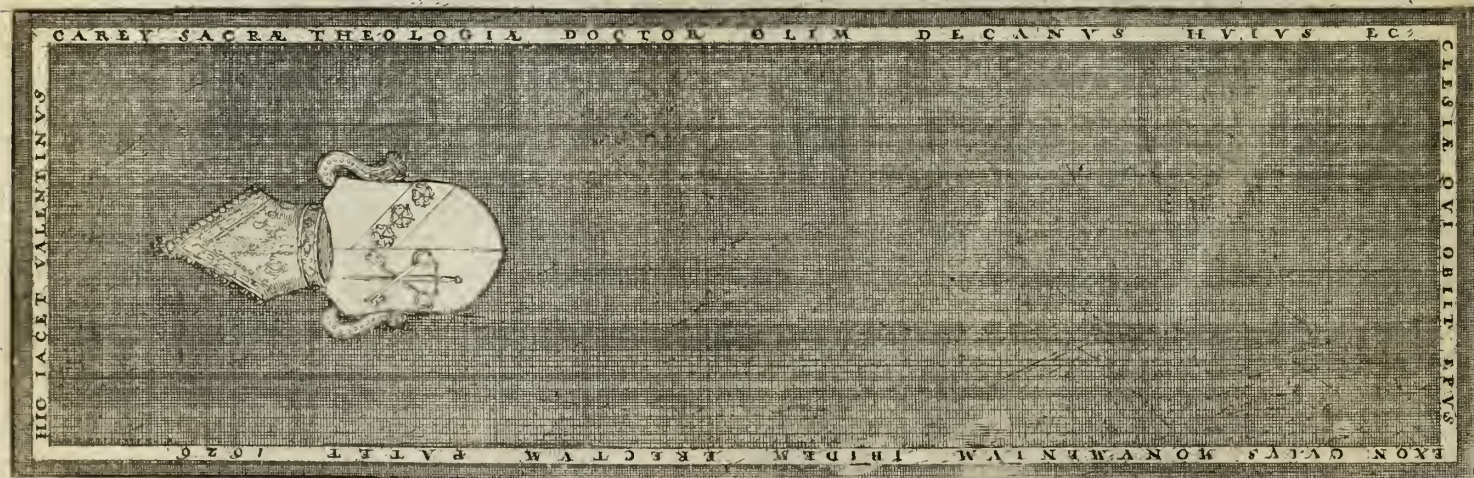 HIC IACET VALENTINVS
CAREY SACRÆ THEOLOGIÆ DOCTOR OLIM DECANVS HVIVS EC:
CLESIÆ QVI OBIIT EPVS
EXON CVIVS MONVMENTVM IBIDEM ERECTVM PATET 1626